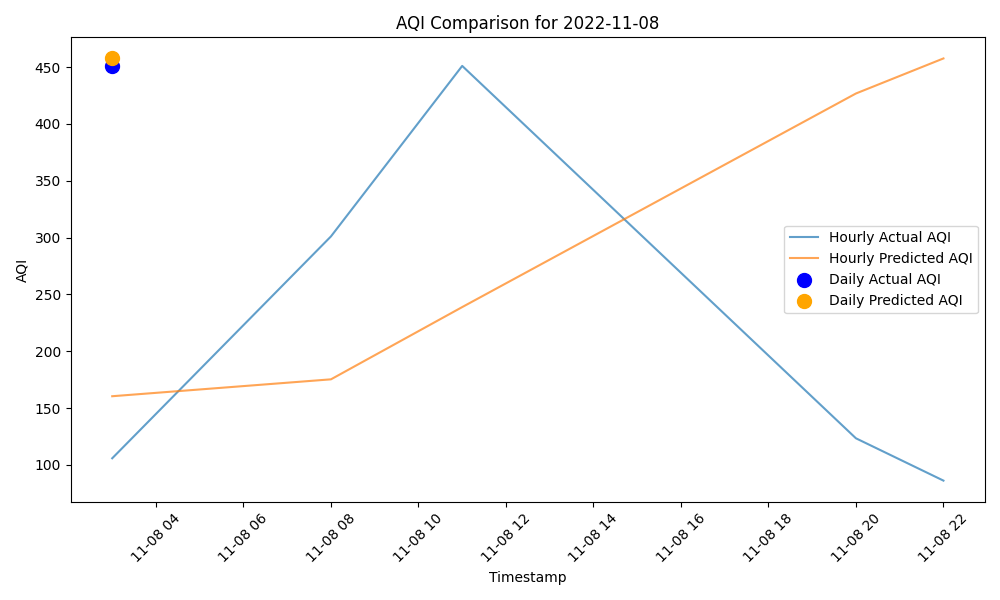 AQI Comparison for 2022-11-08
AQI
450
400
350
300
250
200
150
100
Hourly Actual AQI
Hourly Predicted AQI
Daily Actual AQI
Daily Predicted AQI
11-08 04
11-08 06
11-08 08
11-08 10
11-08 12
11-08 14
11-08 16
11-08 18
11-08 20
11-08 22
Timestamp